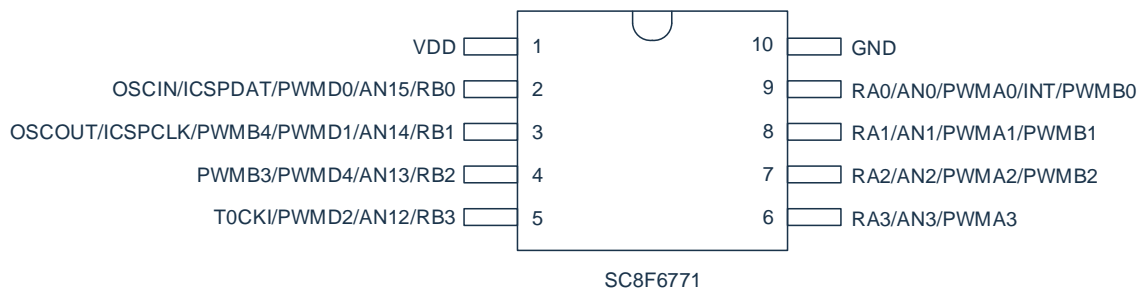 VDD 1 10 GND
OSCIN/ICSPDAT/PWMD0/AN15/RB0 2 9 RA0/AN0/PWMA0/INT/PWMB0
OSCOUT/ICSPCLK/PWMB4/PWMD1/AN14/RB1 3 8 RA1/AN1/PWMA1/PWMB1
PWMB3/PWMD4/AN13/RB2 4 7 RA2/AN2/PWMA2/PWMB2
T0CKI/PWMD2/AN12/RB3 5 6 RA3/AN3/PWMA3
SC8F6771